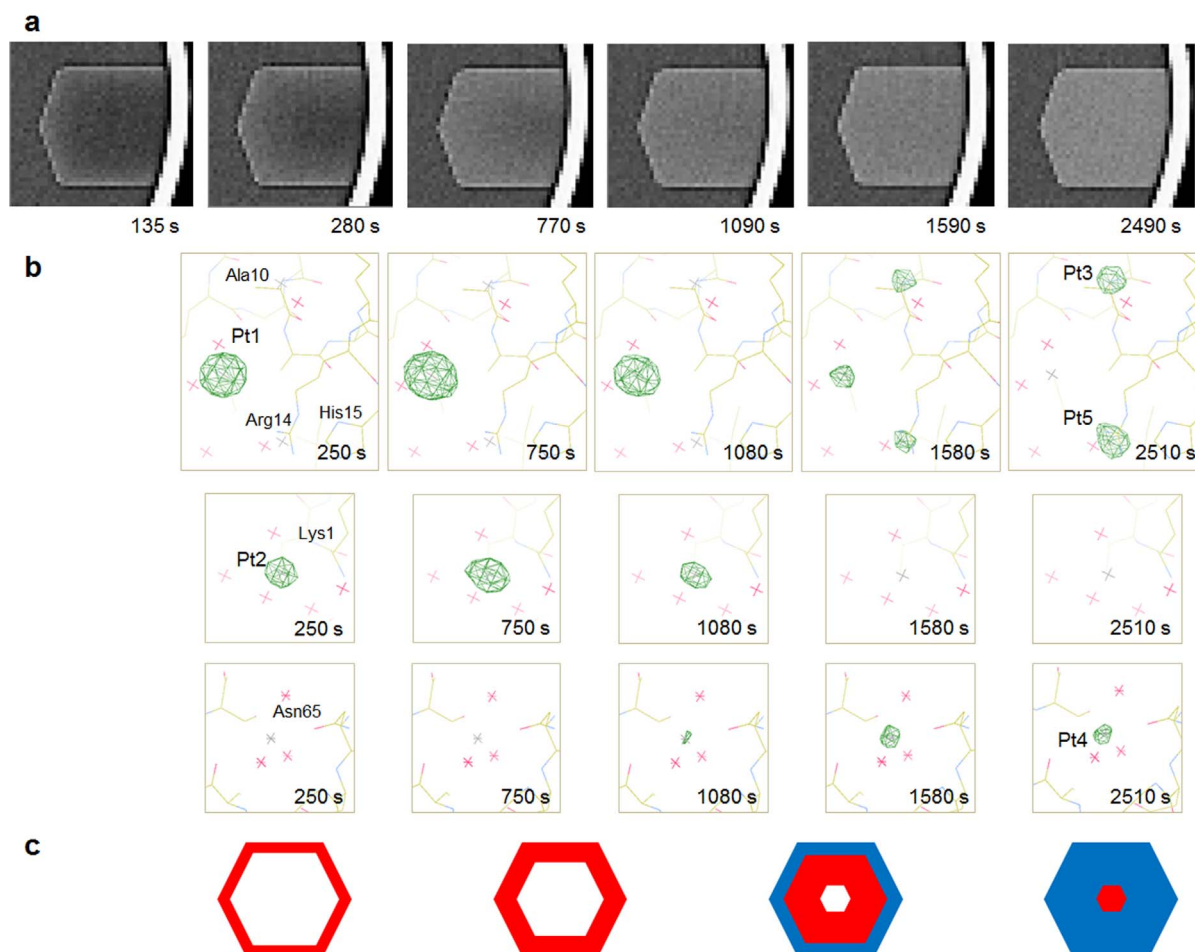 a
135 s
280 s
770 s
1090 s
1590 s
2490 s
b
Ala10
Pt1
Arg14
His15
250 s
750 s
1080 s
1580 s
Pt3
Pt5
2510 s
Lys1
Pt2
250 s
750 s
1080 s
1580 s
2510 s
Asn65
250 s
750 s
1080 s
1580 s
Pt4
2510 s
c